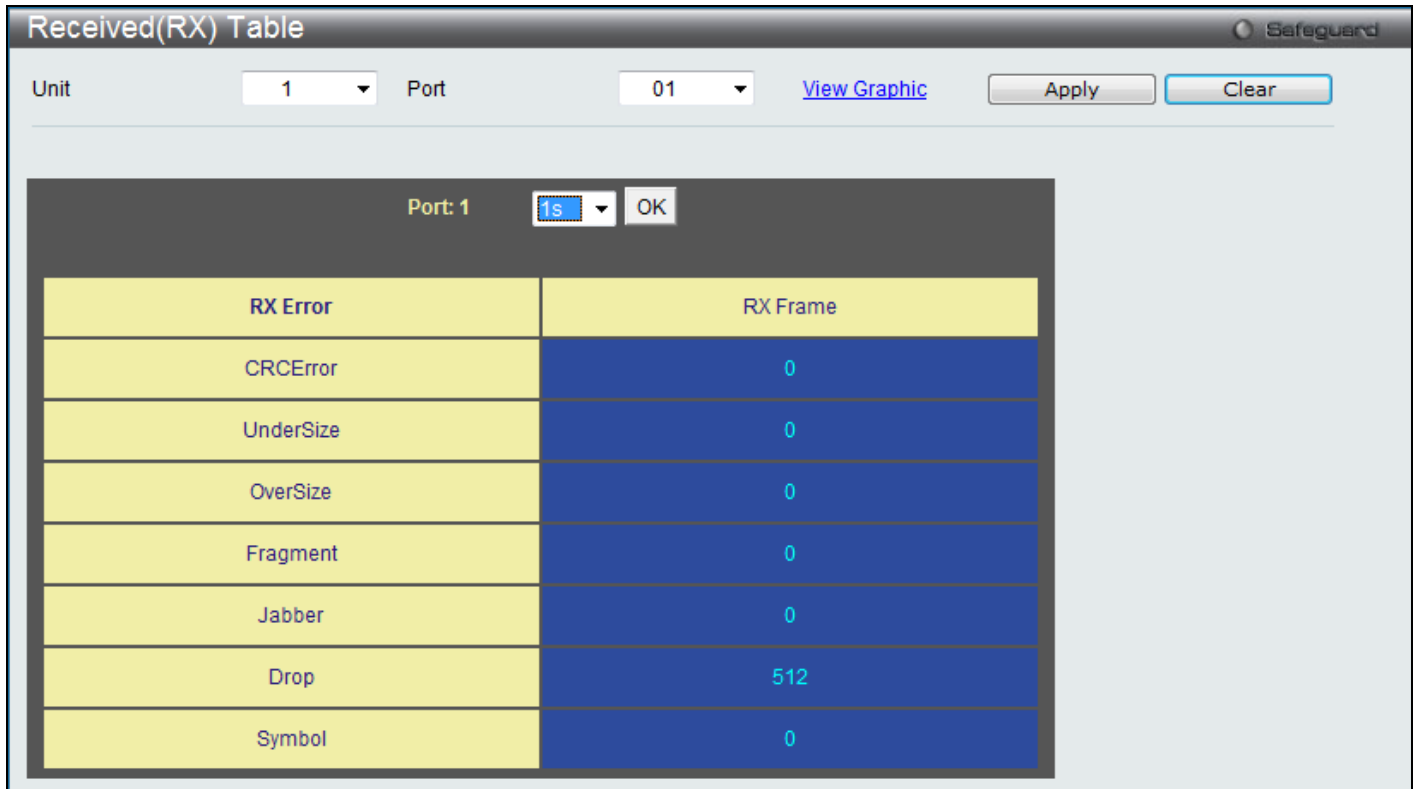 Received(RX) Table Safeguard
Unit 1 Port 01 View Graphic Apply Clear
Port: 1 1s OK
RX Error RX Frame
CRCError 0
UnderSize 0
OverSize 0
Fragment 0
Jabber 0
Drop 512
Symbol 0